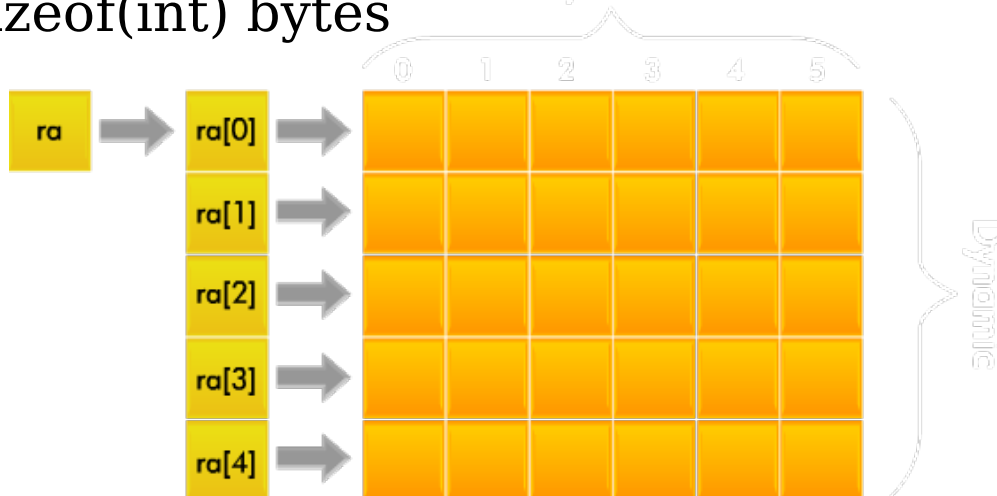 izeof(int) bytes
0 1 2 3 4 5
ra ra[0]
ra[1]
ra[2]
ra[3]
ra[4]
Dynamic